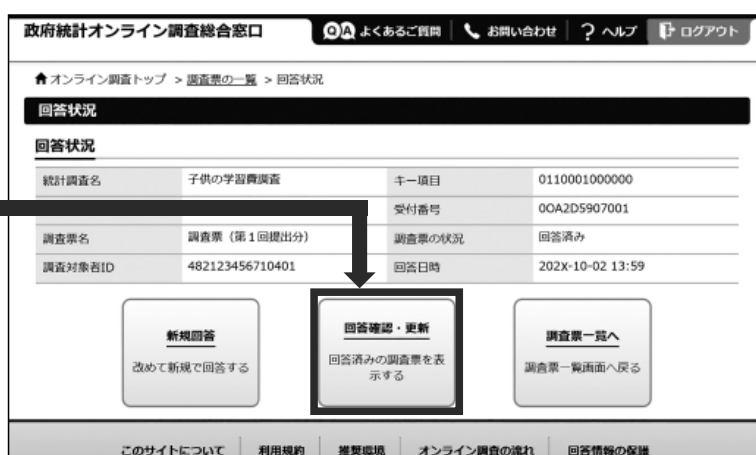 政府統計オンライン調査総合窓口
QA よくあるご質問
お問い合わせ
? ヘルプ
ログアウト
オンライン調査トップ > 調査票の一覧 > 回答状況
回答状況
回答状況
統計調査名 子供の学習費調査 キー項目 0110001000000
受付番号 0OA2D5907001
調査票名 調査票（第1回提出分） 調査票の状況 回答済み
調査対象者ID 482123456710401 回答日時 202X-10-02 13:59
新規回答
改めて新規で回答する
回答確認・更新
回答済みの調査票を表
示する
調査票一覧へ
調査票一覧画面へ戻る
このサイトについて 利用規約 推奨環境 オンライン調査の流れ 回答情報の保護